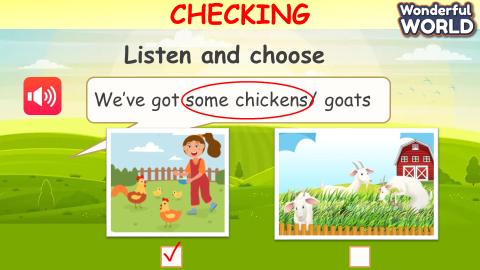 CHECKING
Wonderful
WORLD
Listen and choose
We've got some chickens/ goats